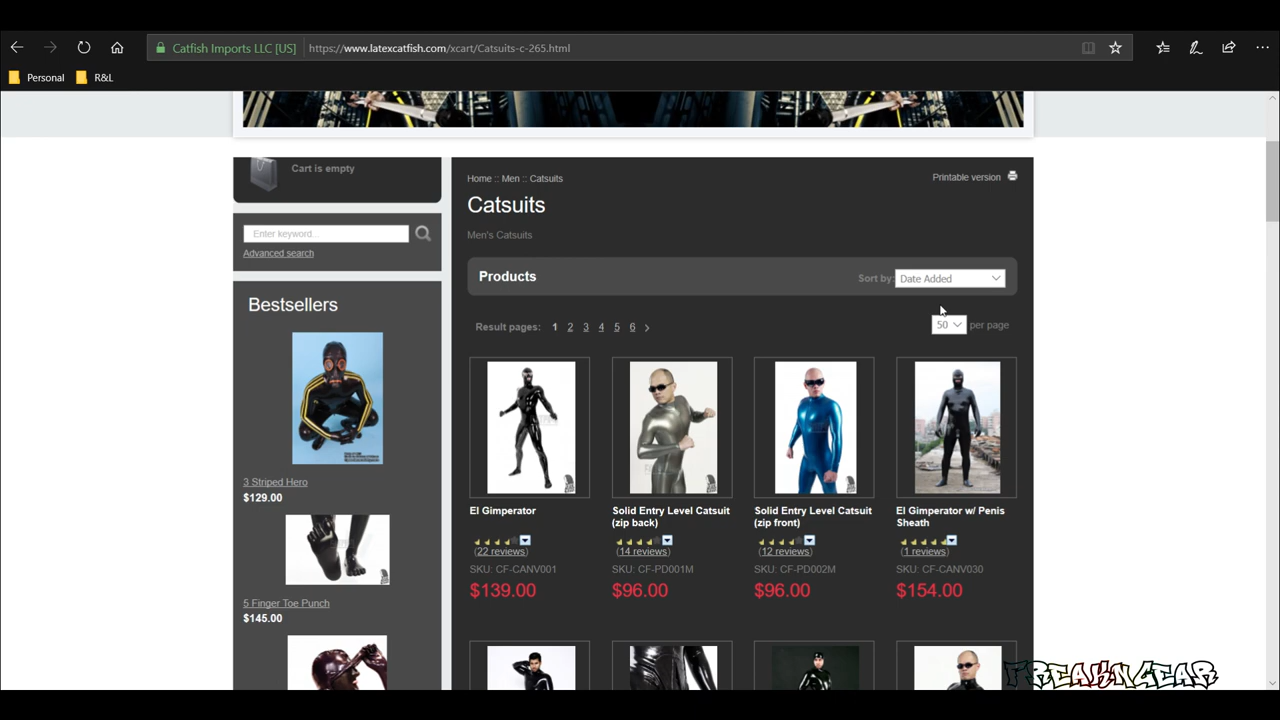 Catfish Imports LLC [US]
https://www.latexcatfish.com/xcart/Catsuits-c-265.html
Personal
R&L
Cart is empty
Enter keyword...
Advanced search
Bestsellers
3 Striped Hero
$129.00
5 Finger Toe Punch
$145.00
Home :: Men :: Catsuits
Printable version
Catsuits
Men's Catsuits
Products
Sort by:
Date Added
Result pages: 1 2 3 4 5 6
50 per page
El Gimperator
(22 reviews)
SKU: CF-CANV001
$139.00
Solid Entry Level Catsuit
(zip back)
(14 reviews)
SKU: CF-PD001M
$96.00
Solid Entry Level Catsuit
(zip front)
(12 reviews)
SKU: CF-PD002M
$96.00
El Gimperator w/ Penis
Sheath
(1 reviews)
SKU: CF-CANV030
$154.00
FREAKNGEAR